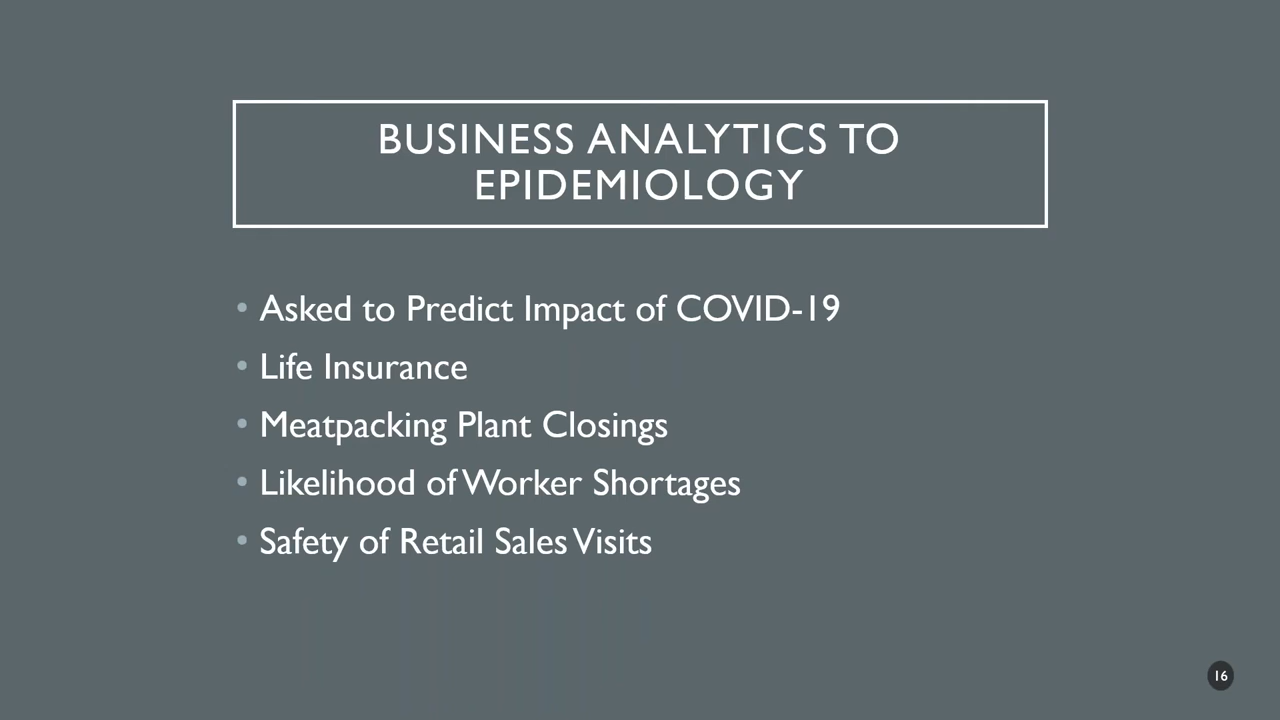 BUSINESS ANALYTICS TO
EPIDEMIOLOGY
• Asked to Predict Impact of COVID-19
• Life Insurance
• Meatpacking Plant Closings
• Likelihood of Worker Shortages
• Safety of Retail Sales Visits
16